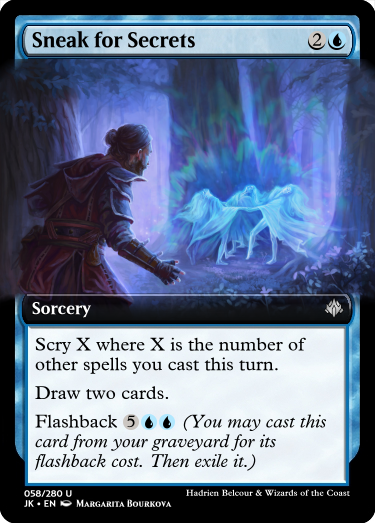 Sneak for Secrets 2
Sorcery
Scry X where X is the number of
other spells you cast this turn.
Draw two cards.
Flashback 5 (You may cast this
card from your graveyard for its
flashback cost. Then exile it.)
058/280 U
JK • EN Margarita Bourkova
Hadrien Belcour & Wizards of the Coast